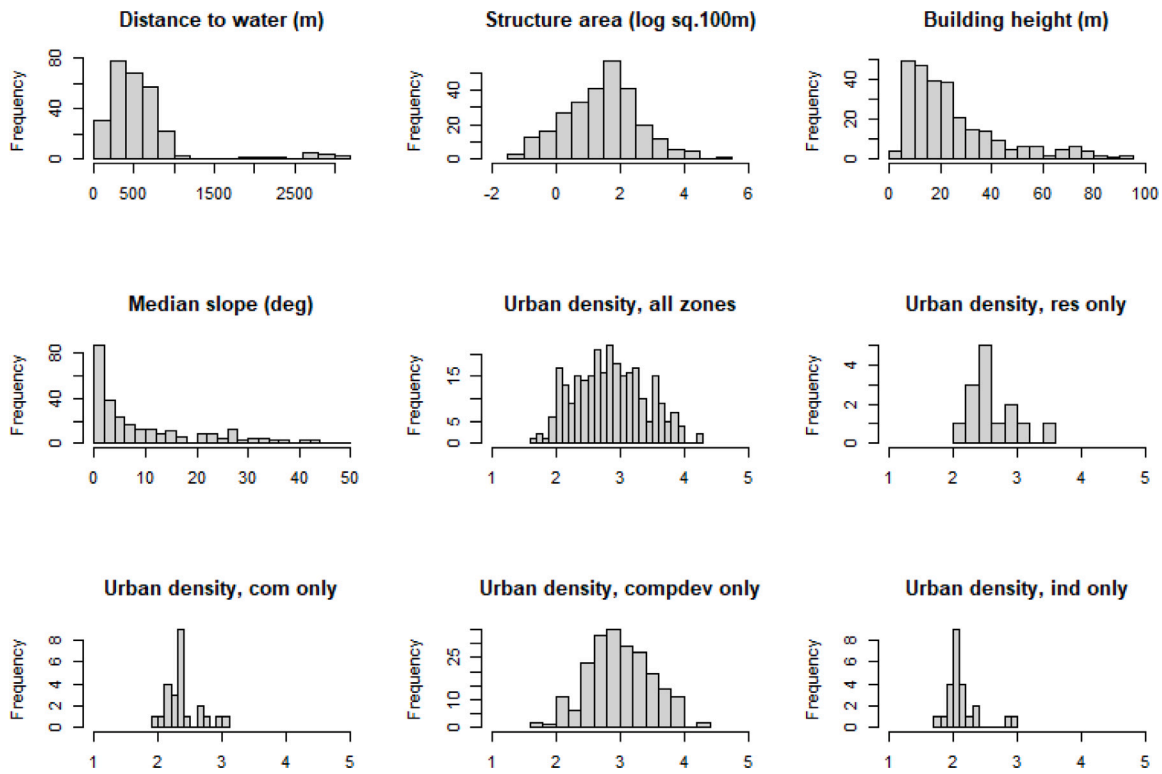 Distance to water (m)
Structure area (log sq.100m)
Building height (m)
Frequency
0 40 80
0 500 1500 2500
Frequency
0 20 40
-2 0 2 4 6
Frequency
0 20 40
0 20 40 60 80 100
Median slope (deg)
Urban density, all zones
Urban density, res only
Frequency
0 40 80
0 10 20 30 40 50
Frequency
0 5 15
1 2 3 4 5
Frequency
0 2 4
1 2 3 4 5
Urban density, com only
Urban density, compdev only
Urban density, ind only
Frequency
0 2 4 6 8
1 2 3 4 5
Frequency
0 10 25
1 2 3 4 5
Frequency
0 2 4 6 8
1 2 3 4 5